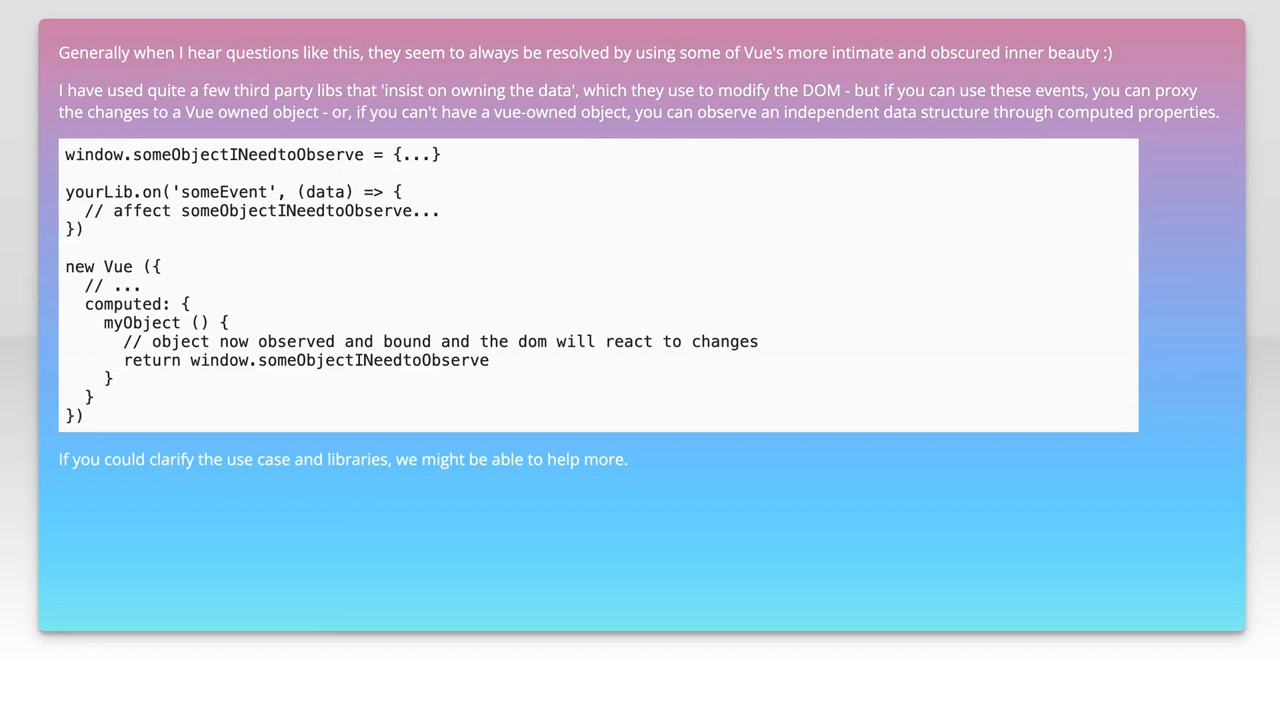 Generally when I hear questions like this, they seem to always be resolved by using some of Vue's more intimate and obscured inner beauty :)
I have used quite a few third party libs that 'insist on owning the data', which they use to modify the DOM - but if you can use these events, you can proxy
the changes to a Vue owned object - or, if you can't have a vue-owned object, you can observe an independent data structure through computed properties.
window.someObjectINeedtoObserve = {...}
yourLib.on('someEvent', (data) => {
  // affect someObjectINeedtoObserve...
})
new Vue ({
  // ...
  computed: {
    myObject () {
      // object now observed and bound and the dom will react to changes
      return window.someObjectINeedtoObserve
    }
  }
})
If you could clarify the use case and libraries, we might be able to help more.